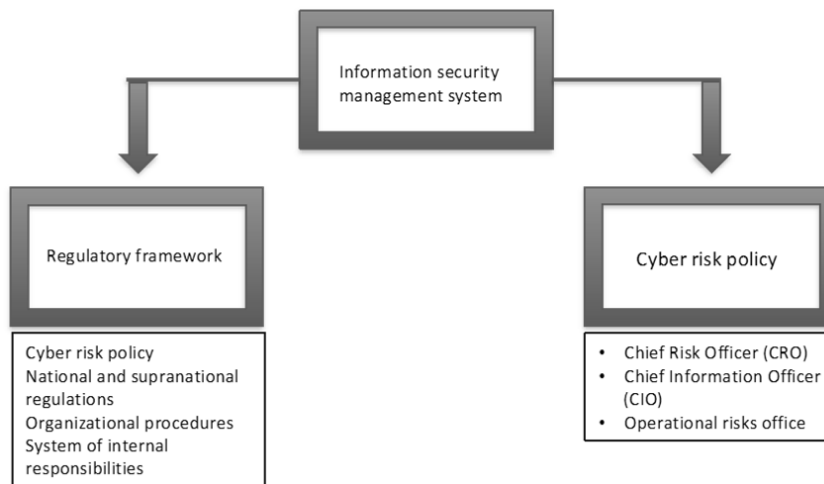 Information security
management system
Regulatory framework
Cyber risk policy
National and supranational
regulations
Organizational procedures
System of internal
responsibilities
Cyber risk policy
• Chief Risk Officer (CRO)
• Chief Information Officer
(CIO)
• Operational risks office